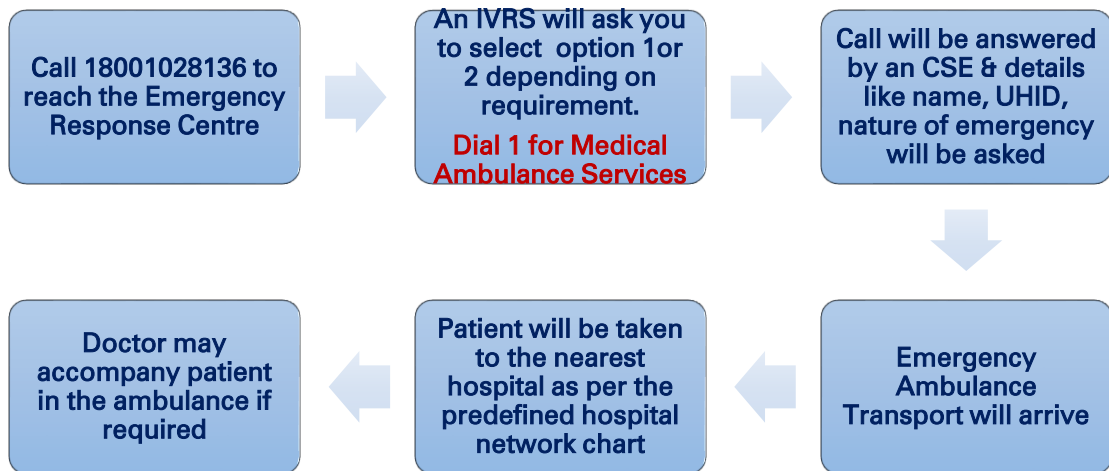 Call 18001028136 to
reach the Emergency
Response Centre
An IVRS will ask you
to select option 1or
2 depending on
requirement.
Dial 1 for Medical
Ambulance Services
Call will be answered
by an CSE & details
like name, UHID,
nature of emergency
will be asked
Emergency
Ambulance
Transport will arrive
Patient will be taken
to the nearest
hospital as per the
predefined hospital
network chart
Doctor may
accompany patient
in the ambulance if
required